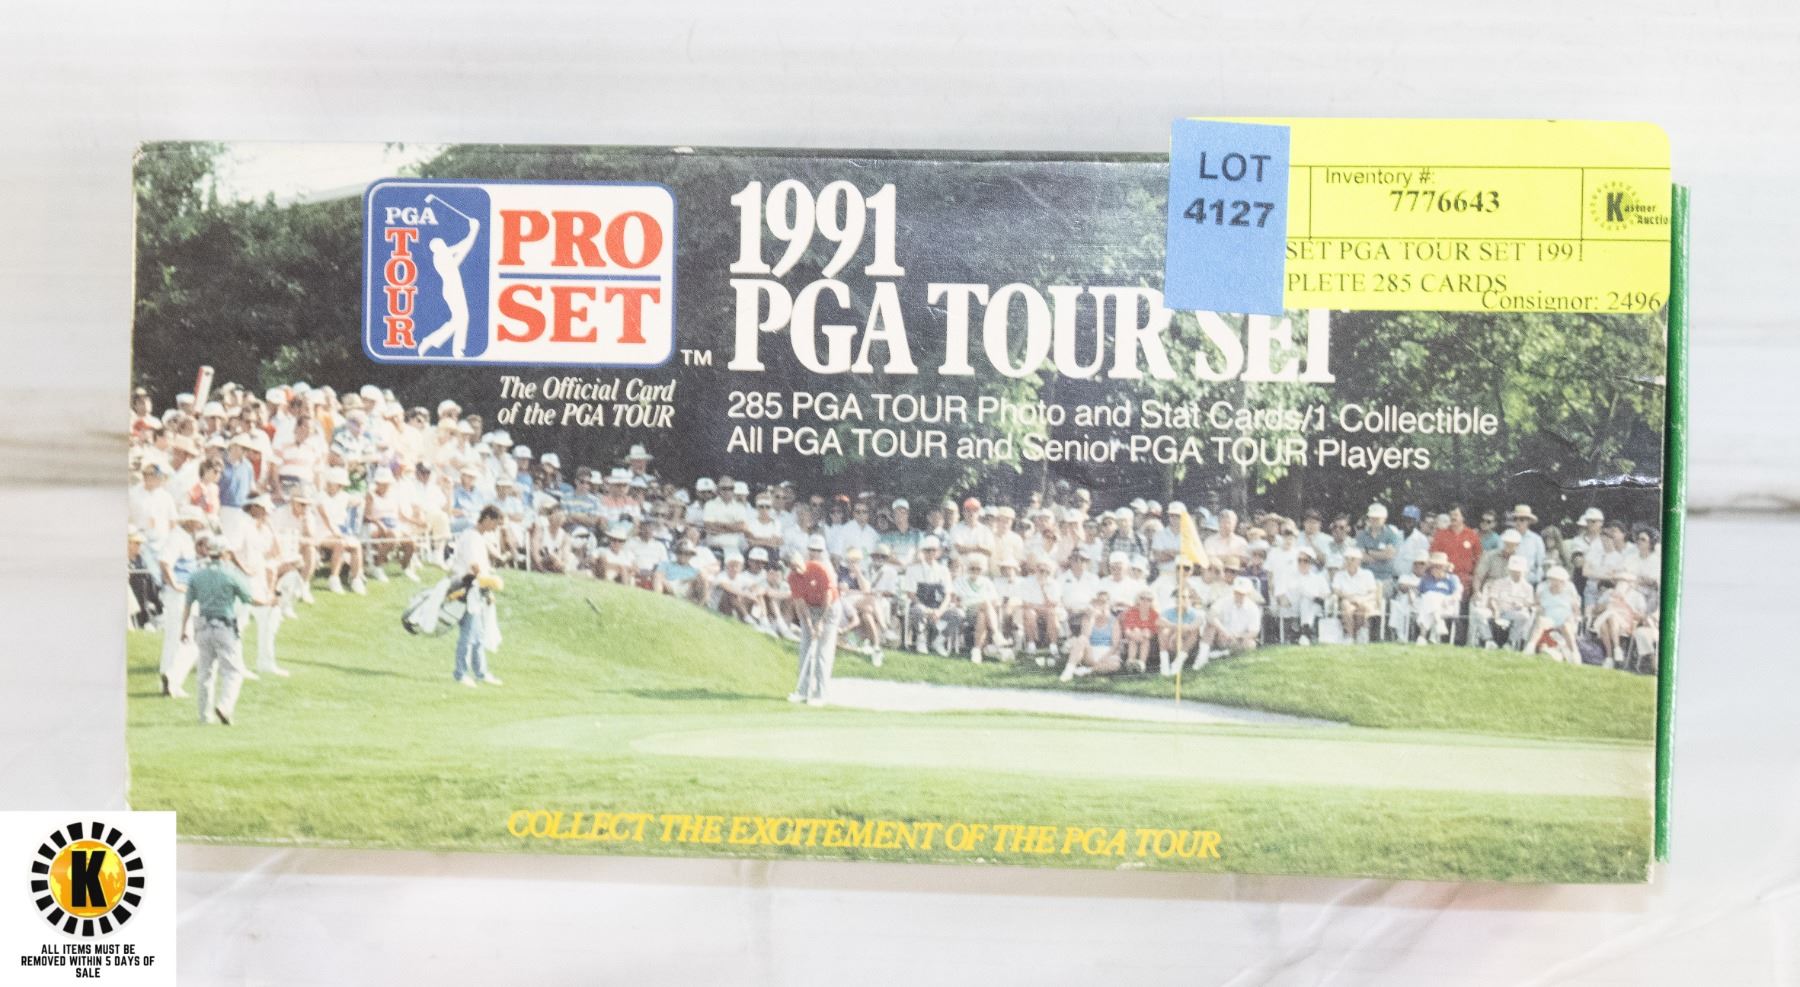 PGA
TOUR
PRO
SET
TM
The Official Card
of the PGA TOUR
1991
PGA TOUR SET
285 PGA TOUR Photo and Stat Cards/1 Collectible
All PGA TOUR and Senior PGA TOUR Players
COLLECT THE EXCITEMENT OF THE PGA TOUR
LOT
4127
Inventory #:
7776643
Kastner
Auctio
SET PGA TOUR SET 1991
PLETE 285 CARDS
Consignor: 2496
K
ALL ITEMS MUST BE
REMOVED WITHIN 5 DAYS OF
SALE